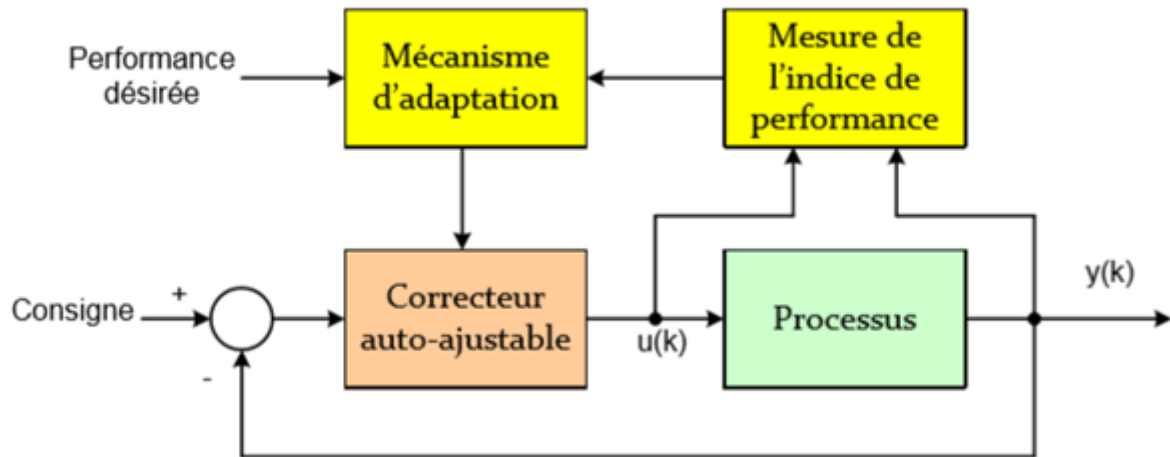 Performance
désirée
Mécanisme
d'adaptation
Mesure de
l'indice de
performance
Consigne
+
-
Correcteur
auto-ajustable
u(k)
Processus
y(k)